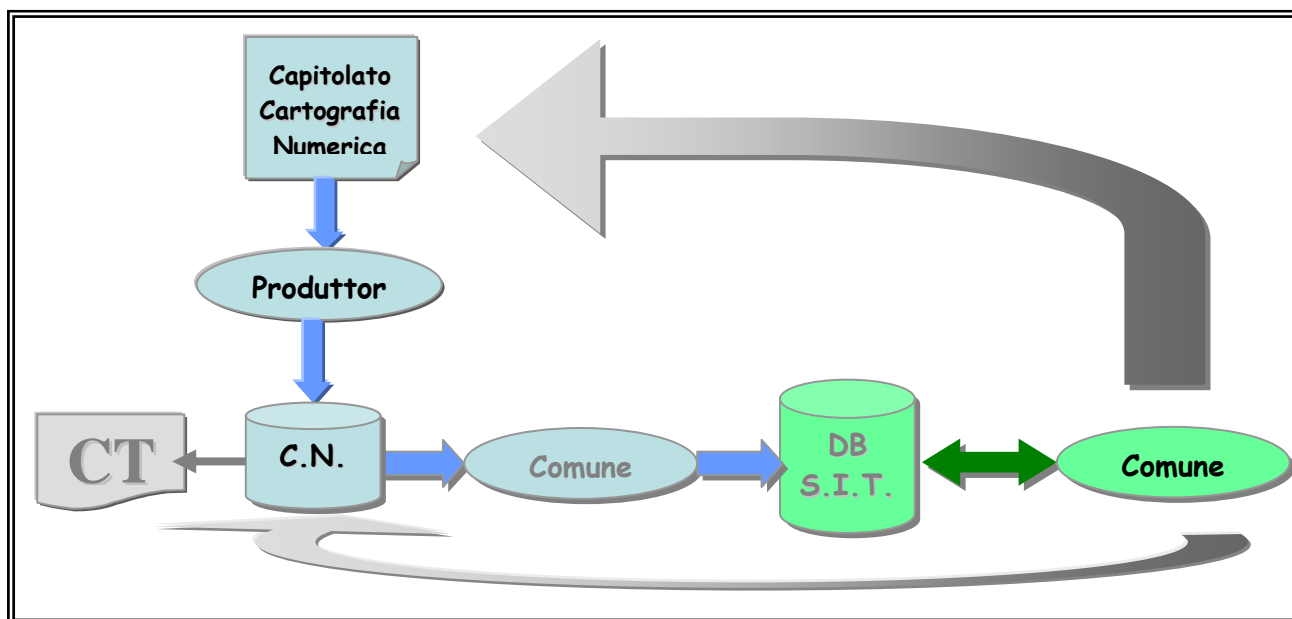 Capitolato
Cartografia
Numerica
Produttor
CT
C.N.
Comune
DB
S.I.T.
Comune